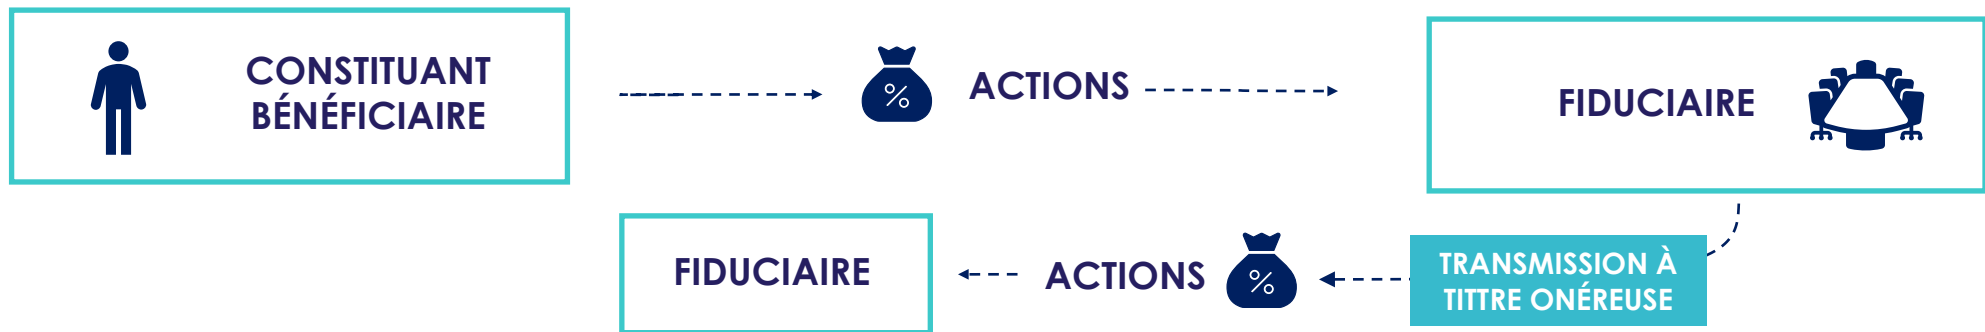 CONSTITUANT
BÉNÉFICIAIRE
% ACTIONS
FIDUCIAIRE
FIDUCIAIRE
ACTIONS %
TRANSMISSION À
TITTRE ONÉREUSE